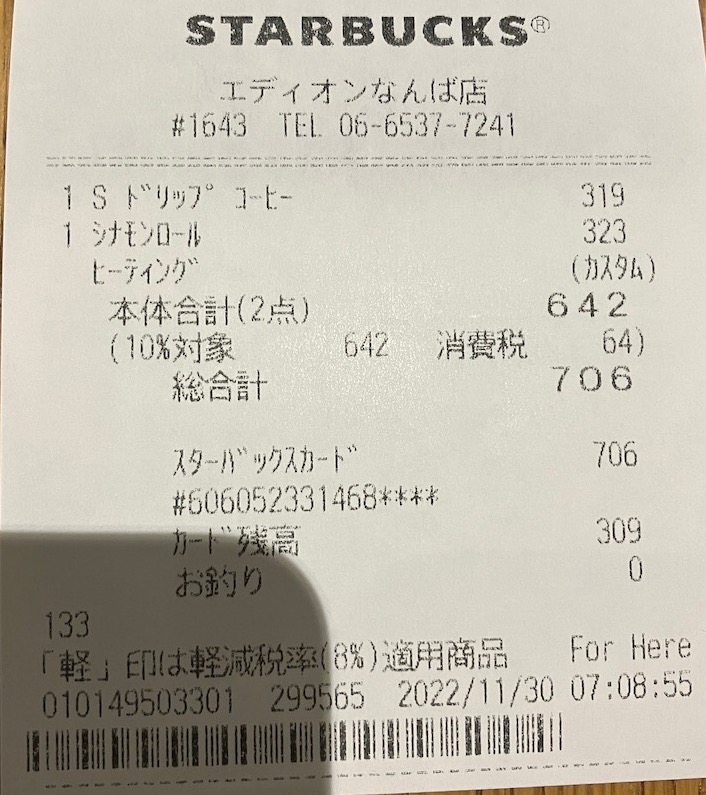 STARBUCKS®
エディオンなんば店
#1643 TEL 06-6537-7241
1 S ﾄﾞﾘｯﾌﾟ ｺｰﾋｰ 319
1 ｼﾅﾓﾝﾛｰﾙ 323
ﾋｰﾃｨﾝｸﾞ (ｶｽﾀﾑ)
本体合計(2点) 642
(10%対象 642 消費税 64)
総合計 706
ｽﾀｰﾊﾞｯｸｽｶｰﾄﾞ 706
#606052331468****
ｶｰﾄﾞ残高 309
お釣り 0
133
「軽」印は軽減税率(8%)適用商品 For Here
010149503301 299565 2022/11/30 07:08:55